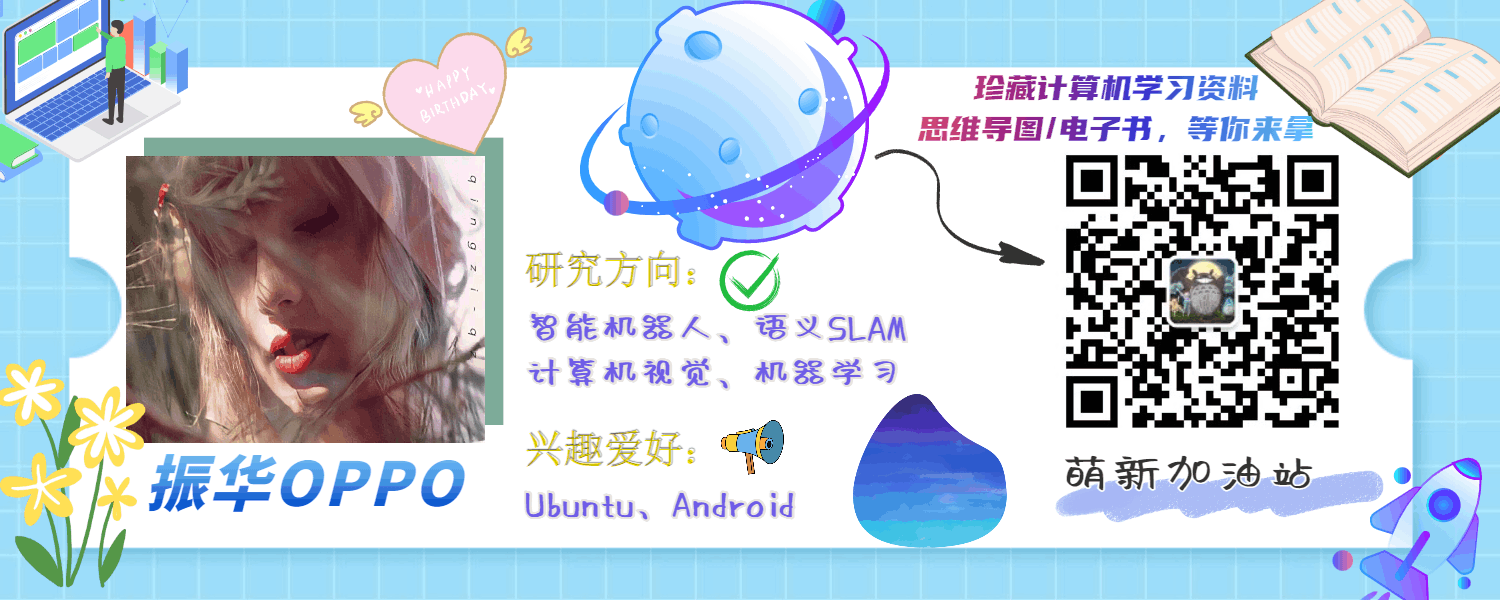 HAPPY
BIRTHDAY
qingzi-q
振华OPPO
研究方向：
智能机器人、语义SLAM
计算机视觉、机器学习
兴趣爱好：
Ubuntu、Android
珍藏计算机学习资料
思维导图/电子书，等你来拿
萌新加油站